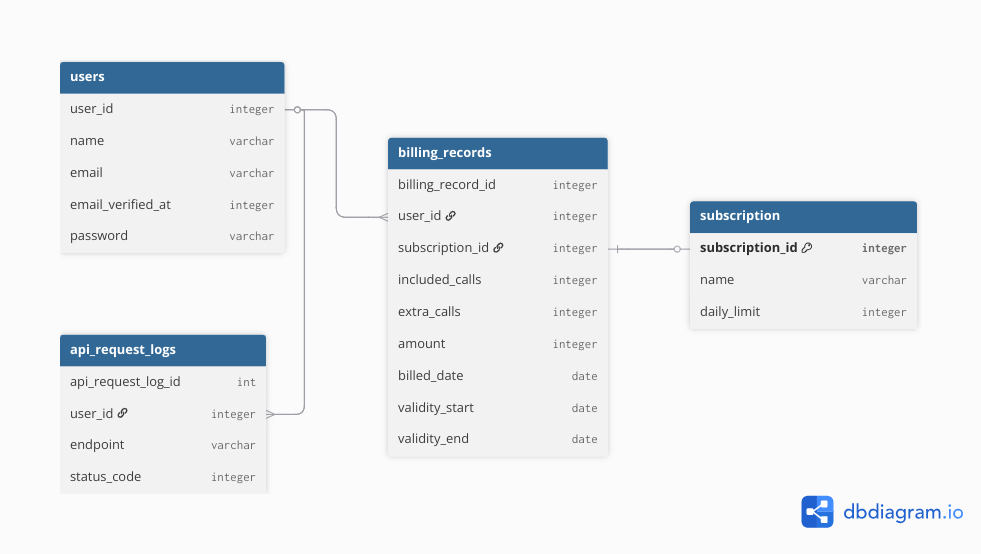 users
user_id integer
name varchar
email varchar
email_verified_at integer
password varchar
billing_records
billing_record_id integer
user_id integer
subscription_id integer
included_calls integer
extra_calls integer
amount integer
billed_date date
validity_start date
validity_end date
subscription
subscription_id integer
name varchar
daily_limit integer
api_request_logs
api_request_log_id int
user_id integer
endpoint varchar
status_code integer
dbdiagram.io